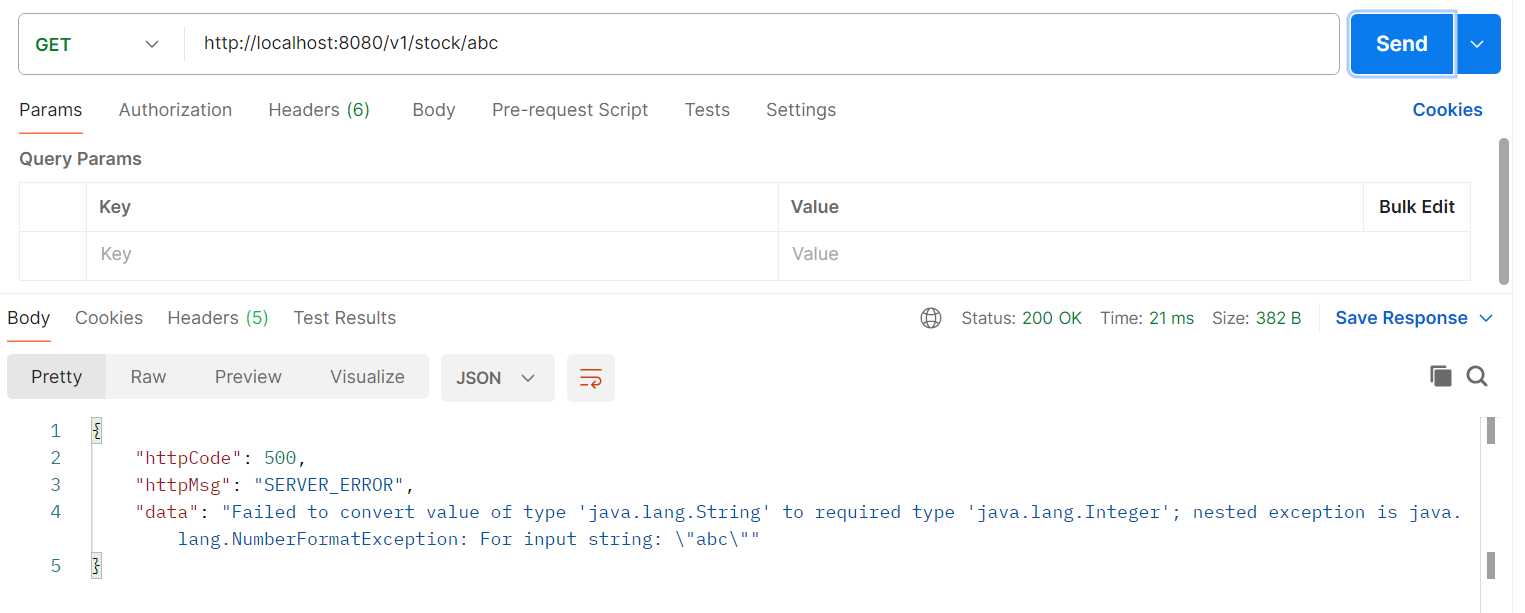 GET http://localhost:8080/v1/stock/abc Send
Params Authorization Headers (6) Body Pre-request Script Tests Settings Cookies
Query Params
Key Value Bulk Edit
Key Value
Body Cookies Headers (5) Test Results Status: 200 OK Time: 21 ms Size: 382 B Save Response
Pretty Raw Preview Visualize JSON
1 {
2 "httpCode": 500,
3 "httpMsg": "SERVER_ERROR",
4 "data": "Failed to convert value of type 'java.lang.String' to required type 'java.lang.Integer'; nested exception is java.
lang.NumberFormatException: For input string: \"abc\""
5 }